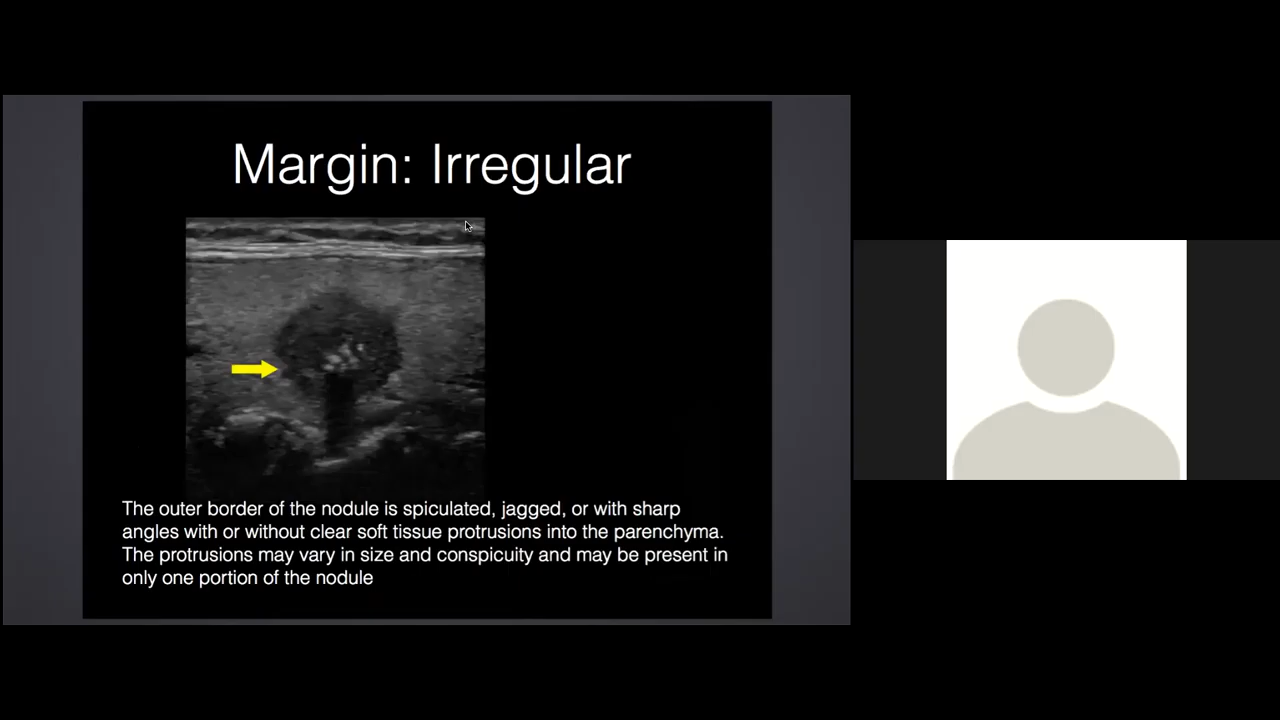 Margin: Irregular
The outer border of the nodule is spiculated, jagged, or with sharp
angles with or without clear soft tissue protrusions into the parenchyma.
The protrusions may vary in size and conspicuity and may be present in
only one portion of the nodule